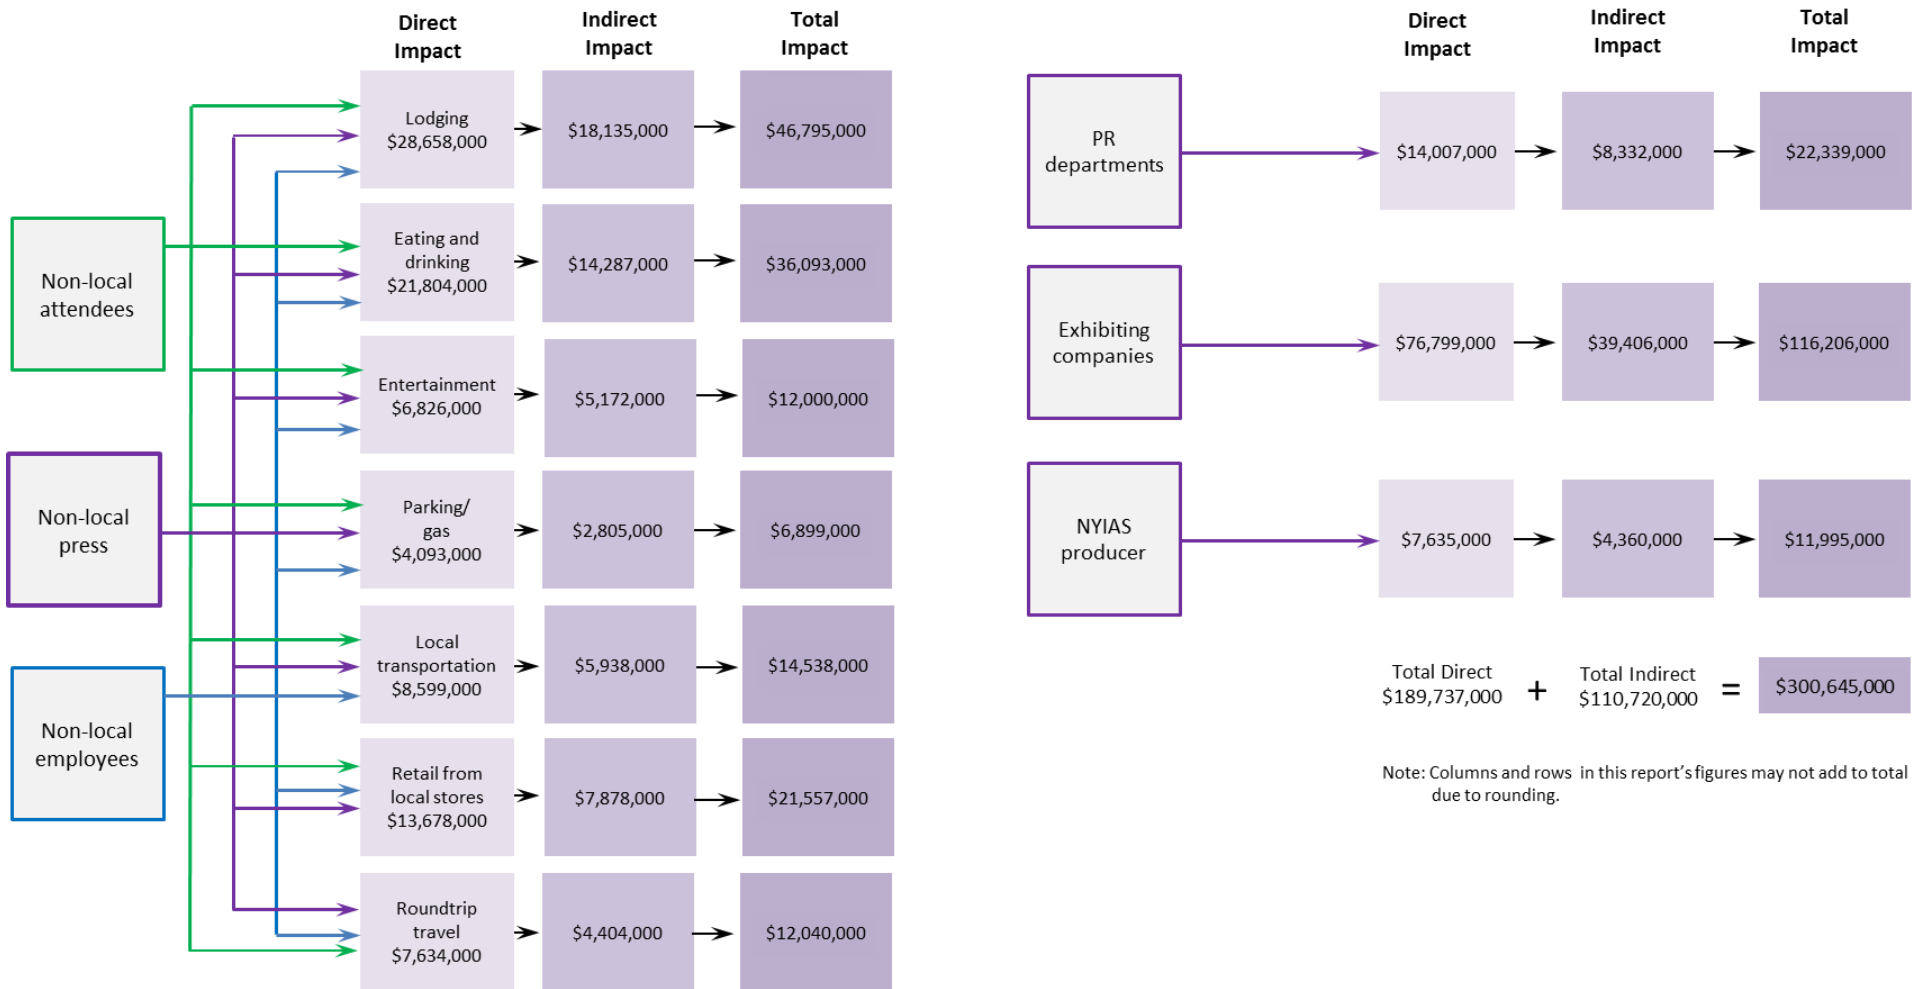 Direct
Impact
Indirect
Impact
Total
Impact
Non-local
attendees
Non-local
press
Non-local
employees
Lodging
$28,658,000
$18,135,000
$46,795,000
Eating and
drinking
$21,804,000
$14,287,000
$36,093,000
Entertainment
$6,826,000
$5,172,000
$12,000,000
Parking/
gas
$4,093,000
$2,805,000
$6,899,000
Local
transportation
$8,599,000
$5,938,000
$14,538,000
Retail from
local stores
$13,678,000
$7,878,000
$21,557,000
Roundtrip
travel
$7,634,000
$4,404,000
$12,040,000
Direct
Impact
Indirect
Impact
Total
Impact
PR
departments
$14,007,000
$8,332,000
$22,339,000
Exhibiting
companies
$76,799,000
$39,406,000
$116,206,000
NYIAS
producer
$7,635,000
$4,360,000
$11,995,000
Total Direct
$189,737,000
+
Total Indirect
$110,720,000
=
$300,645,000
Note: Columns and rows in this report's figures may not add to total
due to rounding.